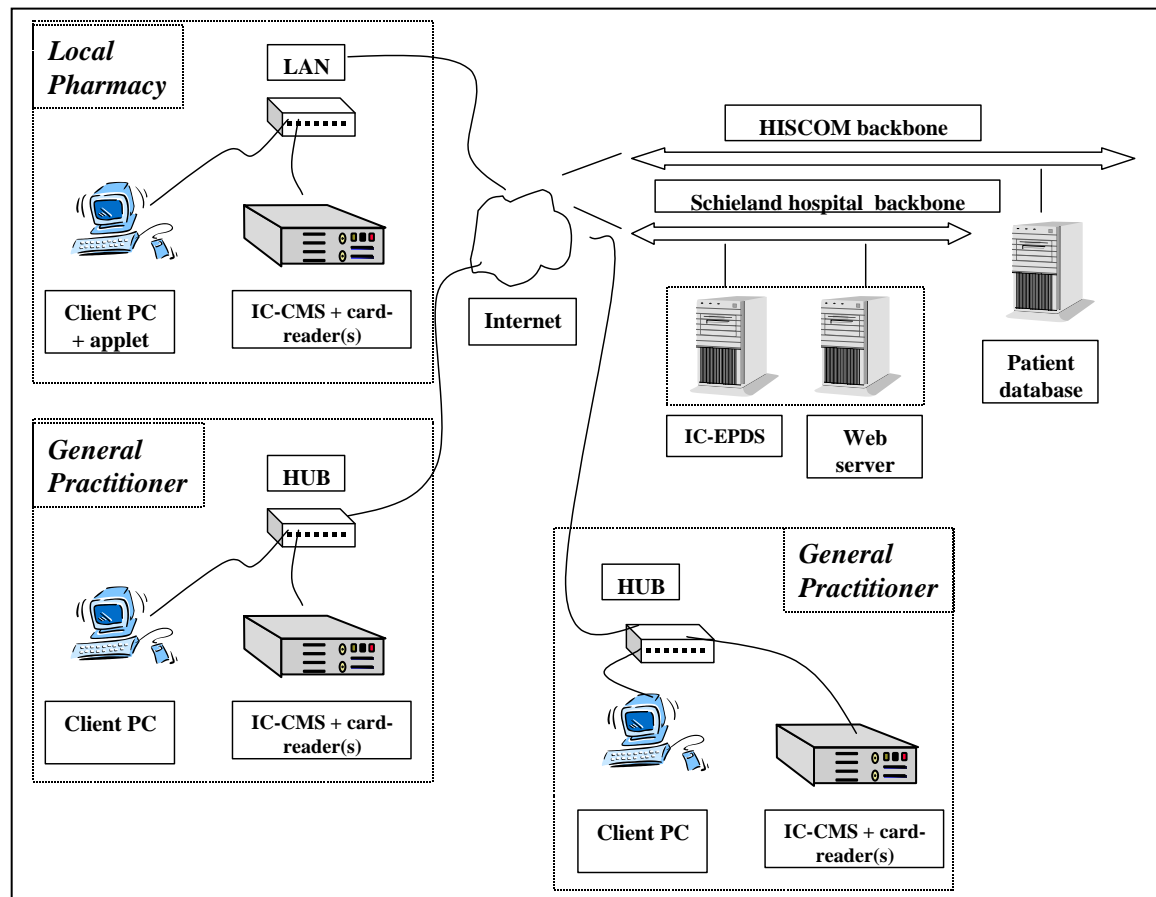 Local
Pharmacy
LAN
Client PC
+ applet
IC-CMS + card-
reader(s)
Internet
HISCOM backbone
Schieland hospital backbone
IC-EPDS
Web
server
Patient
database
General
Practitioner
HUB
Client PC
IC-CMS + card-
reader(s)
General
Practitioner
HUB
Client PC
IC-CMS + card-
reader(s)